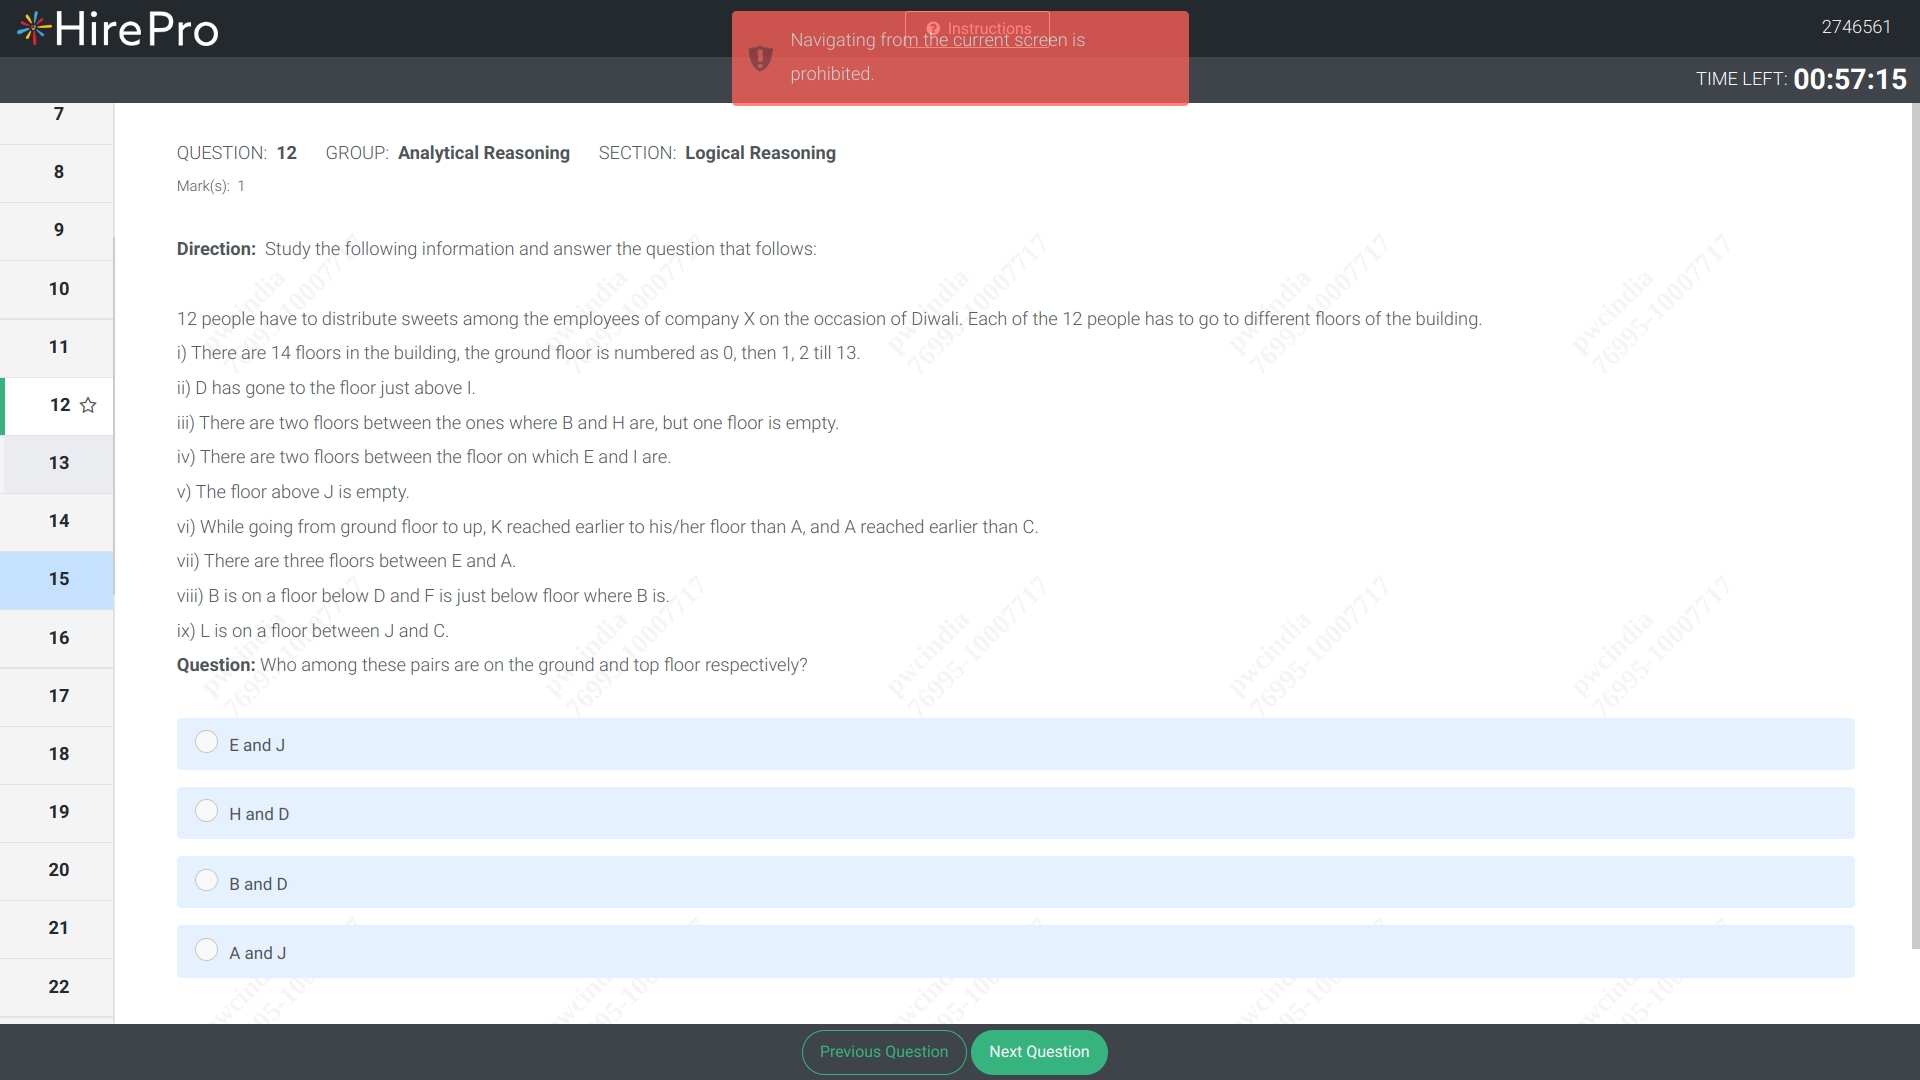 HirePro
Instructions
Navigating from the current screen is
prohibited.
2746561
TIME LEFT: 00:57:15
7
8
9
10
11
12
13
14
15
16
17
18
19
20
21
22
QUESTION: 12 GROUP: Analytical Reasoning SECTION: Logical Reasoning
Mark(s): 1
Direction: Study the following information and answer the question that follows:
12 people have to distribute sweets among the employees of company X on the occasion of Diwali. Each of the 12 people has to go to different floors of the building.
i) There are 14 floors in the building, the ground floor is numbered as 0, then 1, 2 till 13.
ii) D has gone to the floor just above I.
iii) There are two floors between the ones where B and H are, but one floor is empty.
iv) There are two floors between the floor on which E and I are.
v) The floor above J is empty.
vi) While going from ground floor to up, K reached earlier to his/her floor than A, and A reached earlier than C.
vii) There are three floors between E and A.
viii) B is on a floor below D and F is just below floor where B is.
ix) L is on a floor between J and C.
Question: Who among these pairs are on the ground and top floor respectively?
E and J
H and D
B and D
A and J
Previous Question
Next Question
pwcindia
76995-10007717